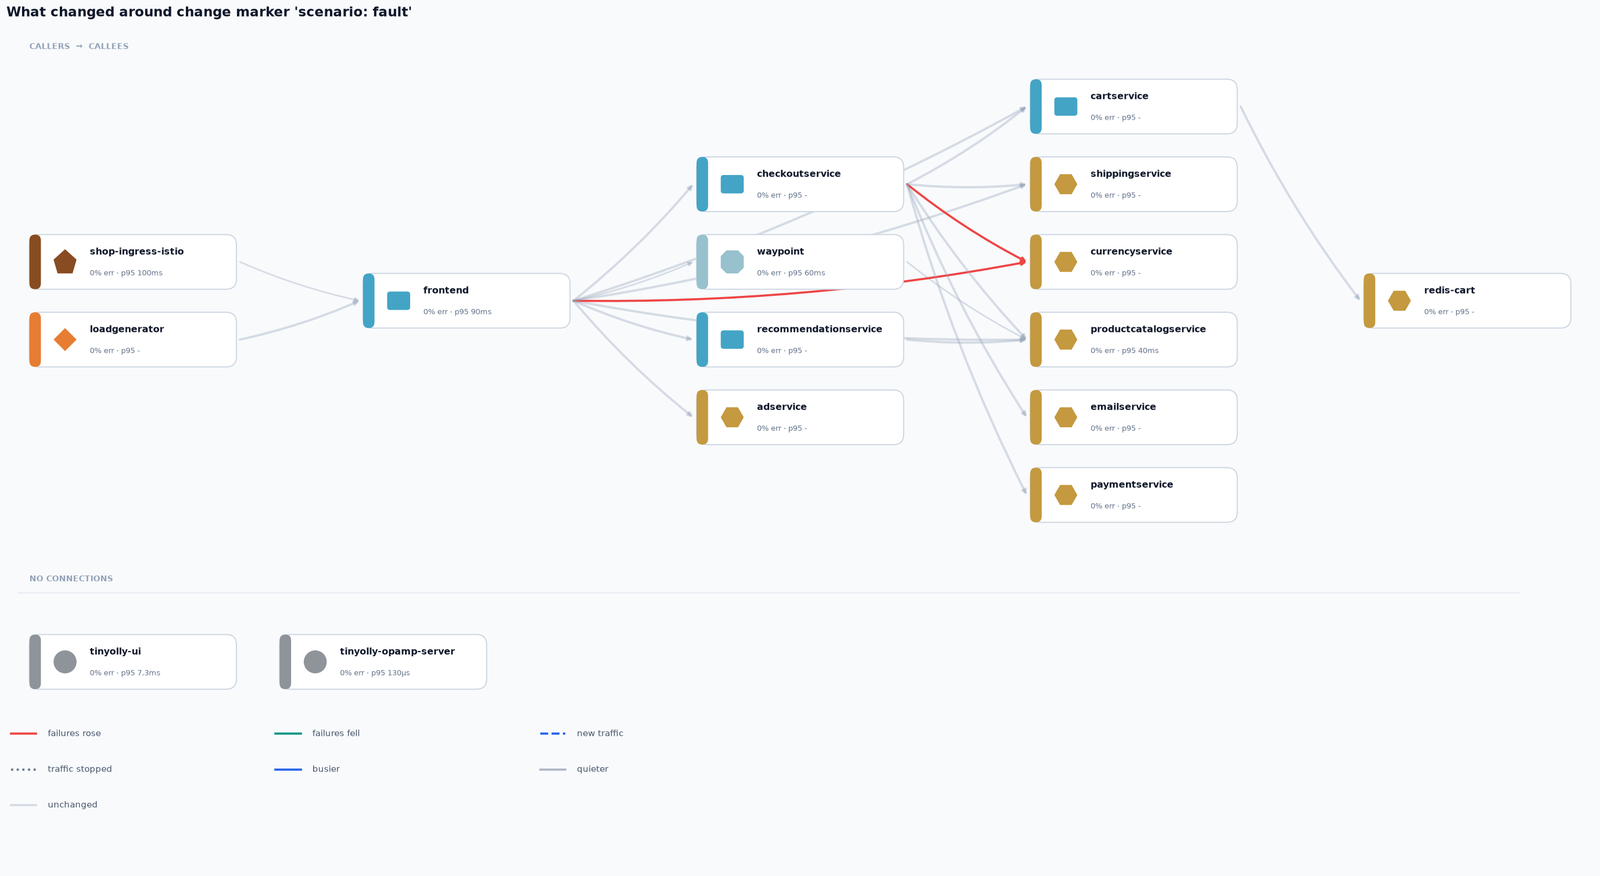 What changed around change marker 'scenario: fault'
CALLERS → CALLEES
cartservice
0% err · p95 -
checkoutservice
0% err · p95 -
shippingservice
0% err · p95 -
shop-ingress-istio
0% err · p95 100ms
waypoint
0% err · p95 60ms
currencyservice
0% err · p95 -
frontend
0% err · p95 90ms
redis-cart
0% err · p95 -
loadgenerator
0% err · p95 -
recommendationservice
0% err · p95 -
productcatalogservice
0% err · p95 40ms
adservice
0% err · p95 -
emailservice
0% err · p95 -
paymentservice
0% err · p95 -
NO CONNECTIONS
tinyolly-ui
0% err · p95 7.3ms
tinyolly-opamp-server
0% err · p95 130µs
failures rose
failures fell
new traffic
traffic stopped
busier
quieter
unchanged